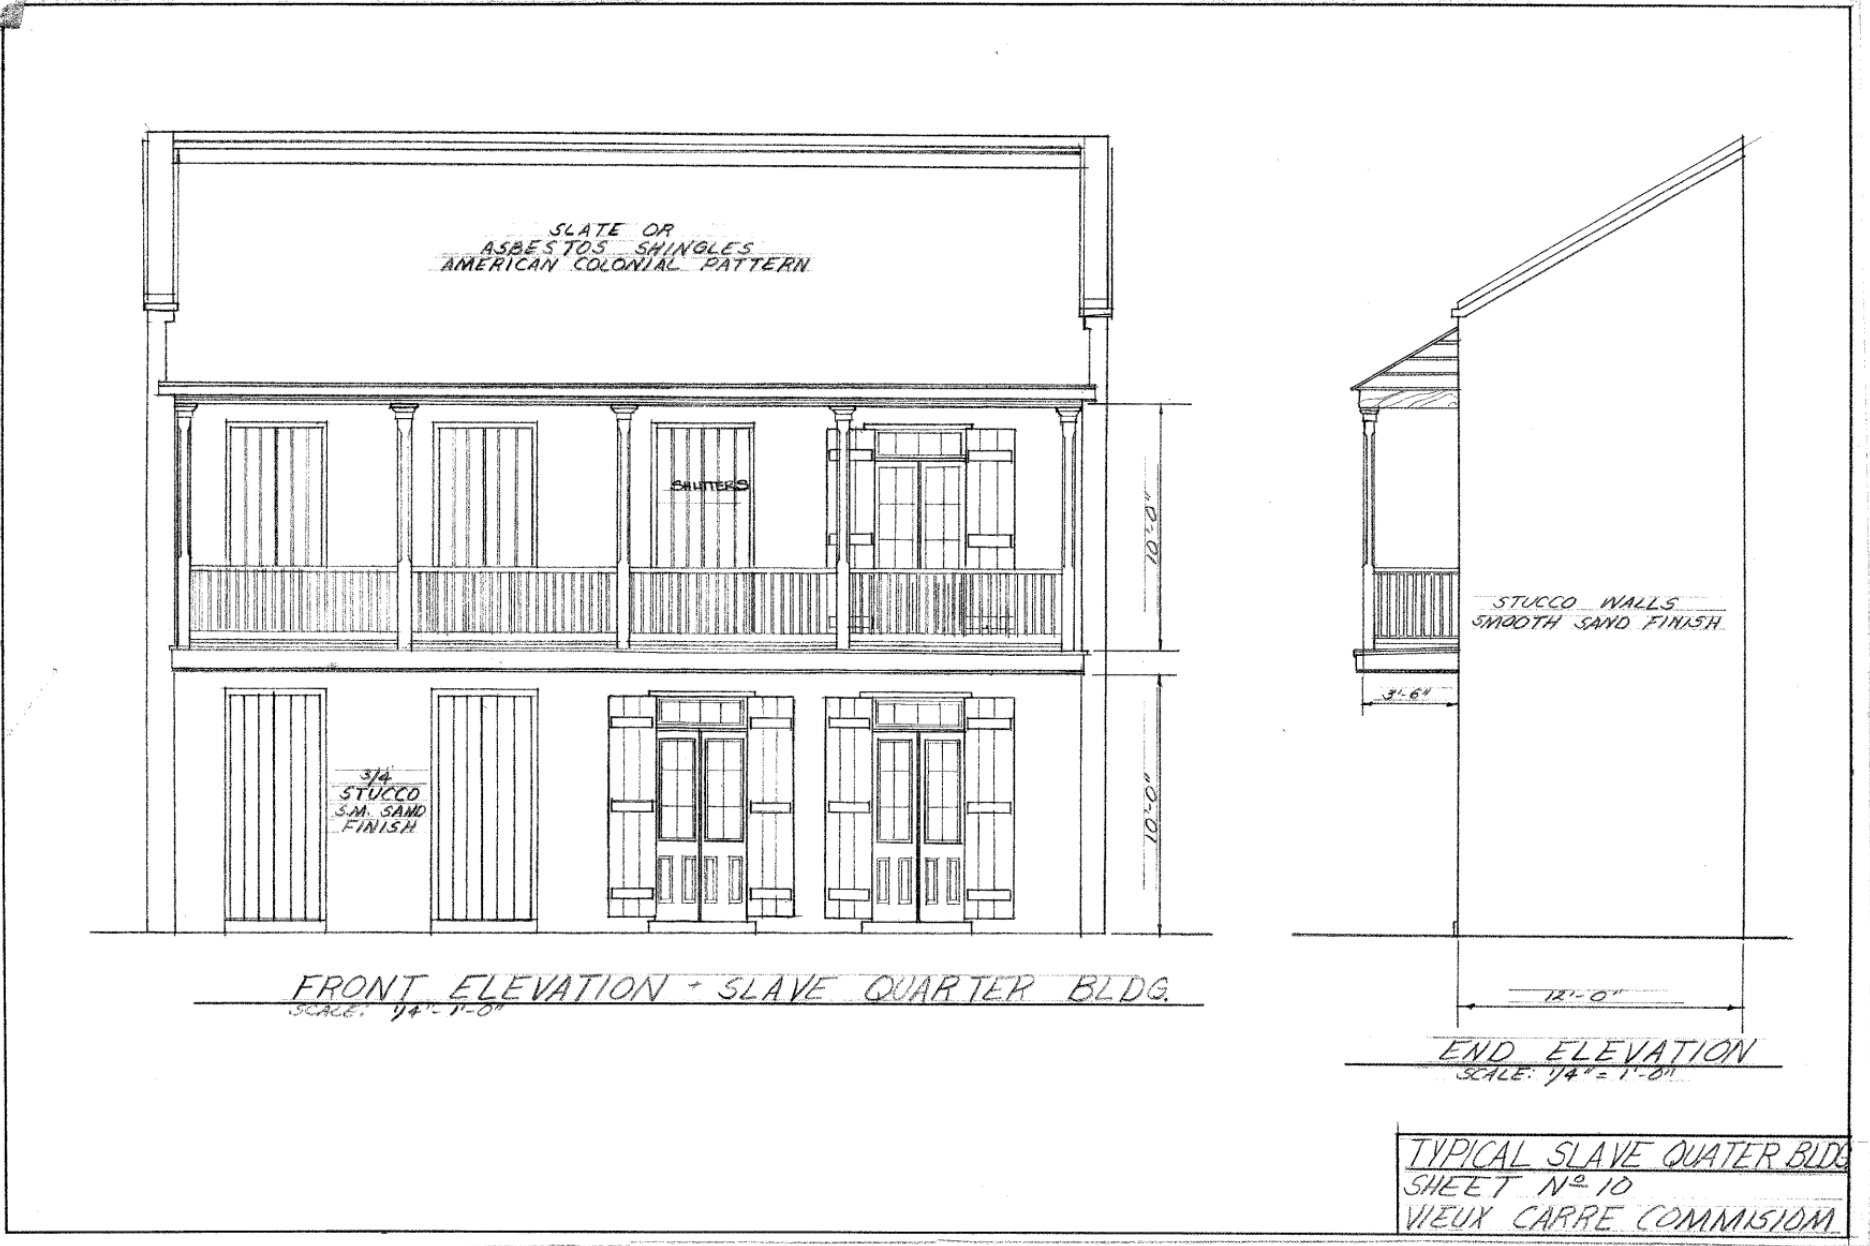 SLATE OR
ASBESTOS SHINGLES
AMERICAN COLONIAL PATTERN
SHUTTERS
10'-0"
STUCCO WALLS
SMOOTH SAND FINISH
3'-6"
3/4
STUCCO
S.M. SAND
FINISH
10'-0"
FRONT ELEVATION - SLAVE QUARTER BLDG.
SCALE: 1/4" - 1'-0"
12'-0"
END ELEVATION
SCALE: 1/4" = 1'-0"
TYPICAL SLAVE QUATER BLDG
SHEET Nº 10
VIEUX CARRE COMMISIOM.